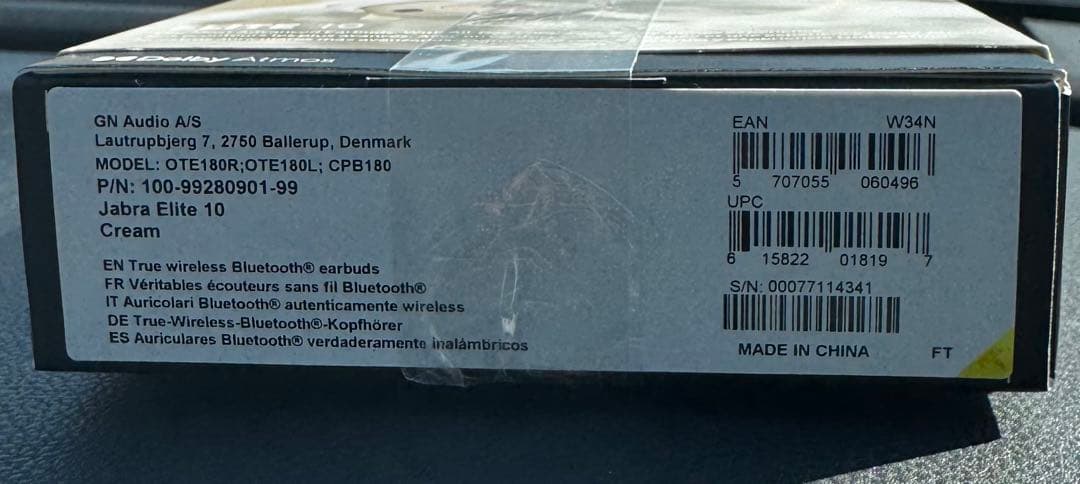 Dolby Atmos
GN Audio A/S
Lautrupbjerg 7, 2750 Ballerup, Denmark
MODEL: OTE180R;OTE180L; CPB180
P/N: 100-99280901-99
Jabra Elite 10
Cream
EN True wireless Bluetooth® earbuds
FR Véritables écouteurs sans fil Bluetooth®
IT Auricolari Bluetooth® autenticamente wireless
DE True-Wireless-Bluetooth®-Kopfhörer
ES Auriculares Bluetooth® verdaderamente inalámbricos
EAN W34N
5 707055 060496
UPC
6 15822 01819 7
S/N: 00077114341
MADE IN CHINA FT